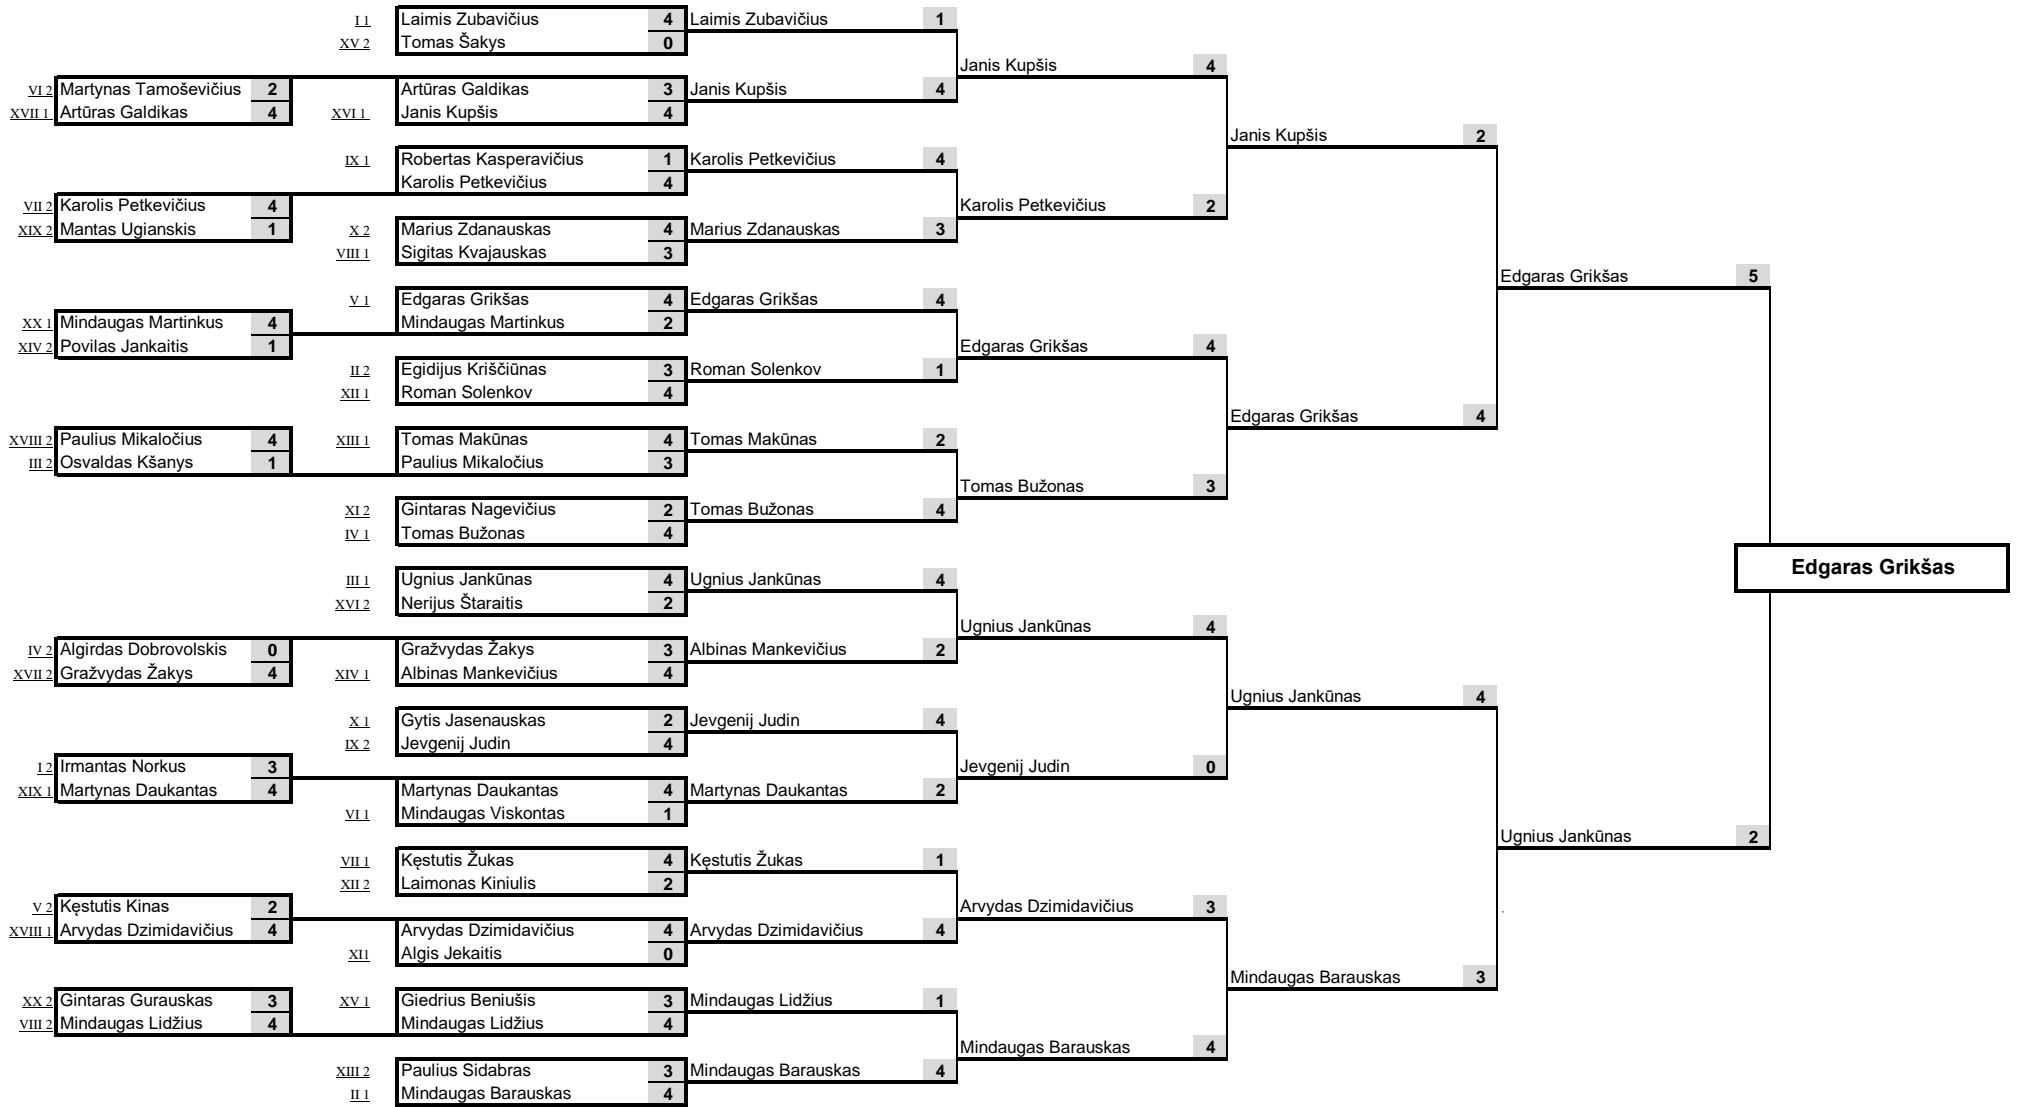 I 1 Laimis Zubavičius 4 Laimis Zubavičius 1
XV 2 Tomas Šakys 0
Janis Kupšis 4
VI 2 Martynas Tamoševičius 2 Artūras Galdikas 3 Janis Kupšis 4
XVII 1 Artūras Galdikas 4 XVI 1 Janis Kupšis 4
Janis Kupšis 2
IX 1 Robertas Kasperavičius 1 Karolis Petkevičius 4
Karolis Petkevičius 4
VII 2 Karolis Petkevičius 4 Karolis Petkevičius 2
XIX 2 Mantas Ugianskis 1 X 2 Marius Zdanauskas 4 Marius Zdanauskas 3
VIII 1 Sigitas Kvajauskas 3
Edgaras Grikšas 5
V 1 Edgaras Grikšas 4 Edgaras Grikšas 4
XX 1 Mindaugas Martinkus 4 Mindaugas Martinkus 2
XIV 2 Povilas Jankaitis 1 Edgaras Grikšas 4
II 2 Egidijus Kriščiūnas 3 Roman Solenkov 1
XII 1 Roman Solenkov 4
Edgaras Grikšas 4
XVIII 2 Paulius Mikaločius 4 XIII 1 Tomas Makūnas 4 Tomas Makūnas 2
III 2 Osvaldas Kšanys 1 Paulius Mikaločius 3
Tomas Bužonas 3
XI 2 Gintaras Nagevičius 2 Tomas Bužonas 4
IV 1 Tomas Bužonas 4
Edgaras Grikšas
III 1 Ugnius Jankūnas 4 Ugnius Jankūnas 4
XVI 2 Nerijus Štaraitis 2
Ugnius Jankūnas 4
IV 2 Algirdas Dobrovolskis 0 Gražvydas Žakys 3 Albinas Mankevičius 2
XVII 2 Gražvydas Žakys 4 XIV 1 Albinas Mankevičius 4
Ugnius Jankūnas 4
X 1 Gytis Jasenauskas 2 Jevgenij Judin 4
IX 2 Jevgenij Judin 4
I 2 Irmantas Norkus 3 Jevgenij Judin 0
XIX 1 Martynas Daukantas 4 Martynas Daukantas 4 Martynas Daukantas 2
VI 1 Mindaugas Viskontas 1
Ugnius Jankūnas 2
VII 1 Kęstutis Žukas 4 Kęstutis Žukas 1
XII 2 Laimonas Kiniulis 2
V 2 Kęstutis Kinas 2 Arvydas Dzimidavičius 3
XVIII 1 Arvydas Dzimidavičius 4 Arvydas Dzimidavičius 4 Arvydas Dzimidavičius 4
XI1 Algis Jekaitis 0
Mindaugas Barauskas 3
XX 2 Gintaras Gurauskas 3 XV 1 Giedrius Beniušis 3 Mindaugas Lidžius 1
VIII 2 Mindaugas Lidžius 4 Mindaugas Lidžius 4
Mindaugas Barauskas 4
XIII 2 Paulius Sidabras 3 Mindaugas Barauskas 4
II 1 Mindaugas Barauskas 4